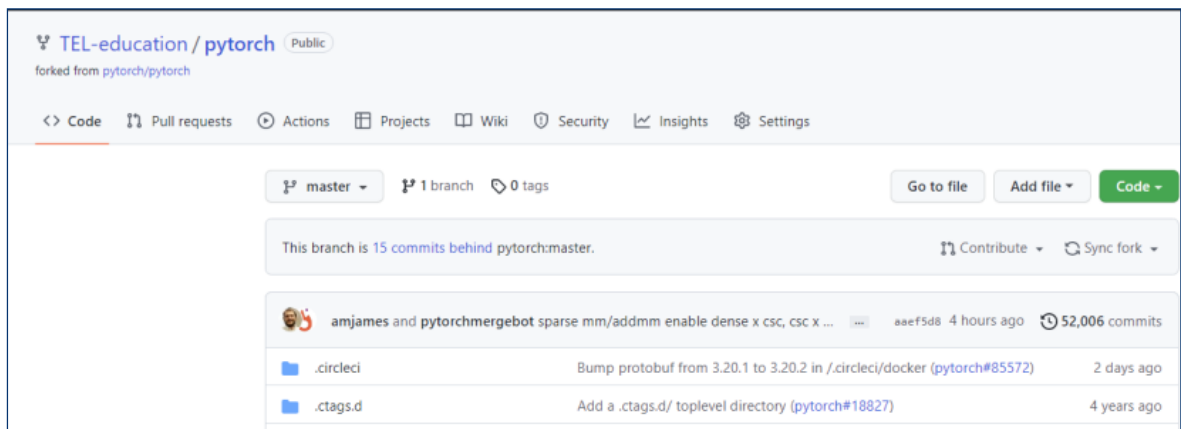 TEL-education / pytorch Public
forked from pytorch/pytorch
<> Code Pull requests Actions Projects Wiki Security Insights Settings
master 1 branch 0 tags Go to file Add file Code
This branch is 15 commits behind pytorch:master. Contribute Sync fork
amjames and pytorchmergebot sparse mm/addmm enable dense x csc, csc x ... ... aaef5d8 4 hours ago 52,006 commits
.circleci Bump protobuf from 3.20.1 to 3.20.2 in /.circleci/docker (pytorch#85572) 2 days ago
.ctags.d Add a .ctags.d/ toplevel directory (pytorch#18827) 4 years ago